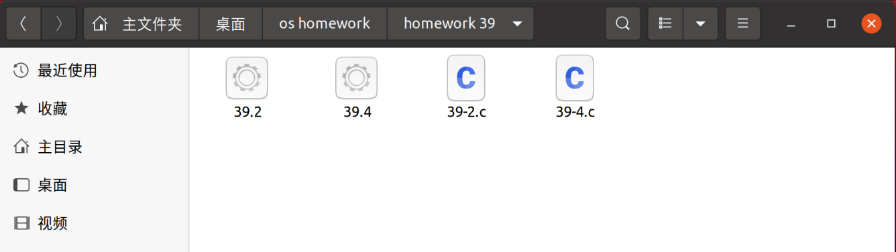 主文件夹 桌面 os homework homework 39
最近使用
收藏
主目录
桌面
视频
39.2 39.4 39-2.c 39-4.c